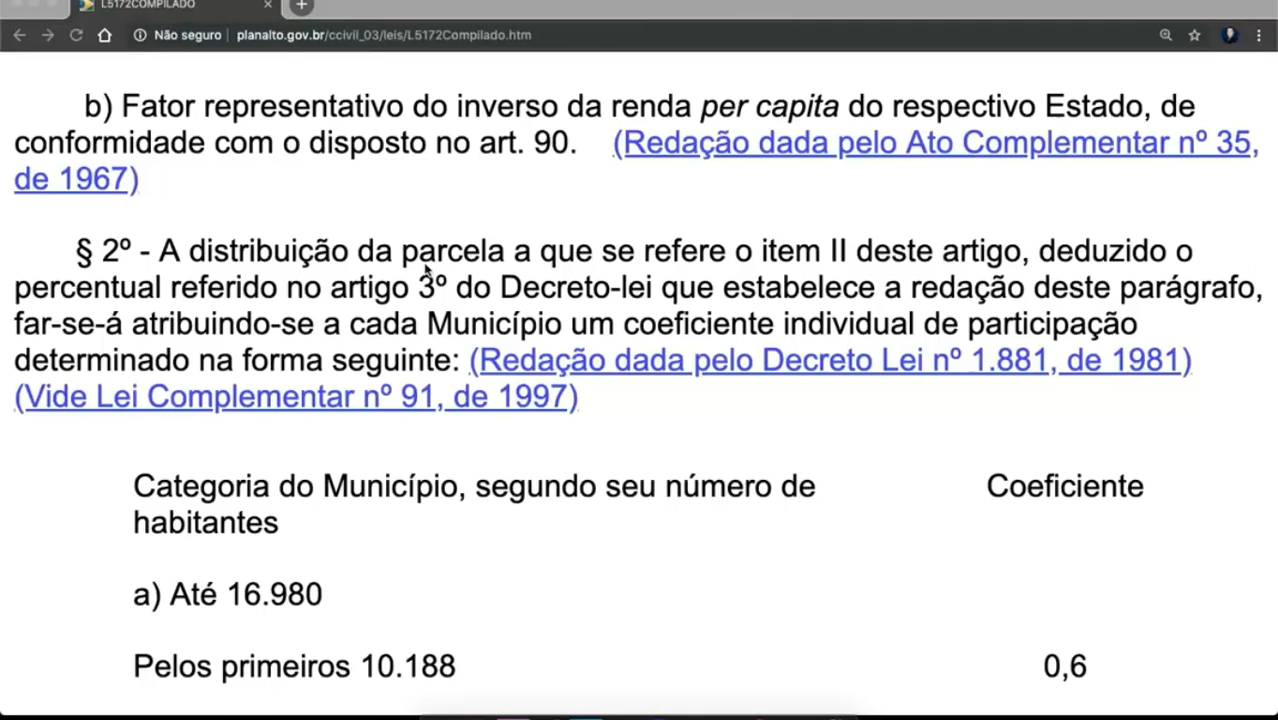 L5172COMPILADO
Não seguro | planalto.gov.br/ccivil_03/leis/L5172Compilado.htm
b) Fator representativo do inverso da renda per capita do respectivo Estado, de
conformidade com o disposto no art. 90. (Redação dada pelo Ato Complementar nº 35,
de 1967)
§ 2º - A distribuição da parcela a que se refere o item II deste artigo, deduzido o
percentual referido no artigo 3º do Decreto-lei que estabelece a redação deste parágrafo,
far-se-á atribuindo-se a cada Município um coeficiente individual de participação
determinado na forma seguinte: (Redação dada pelo Decreto Lei nº 1.881, de 1981)
(Vide Lei Complementar nº 91, de 1997)
Categoria do Município, segundo seu número de Coeficiente
habitantes
a) Até 16.980
Pelos primeiros 10.188 0,6